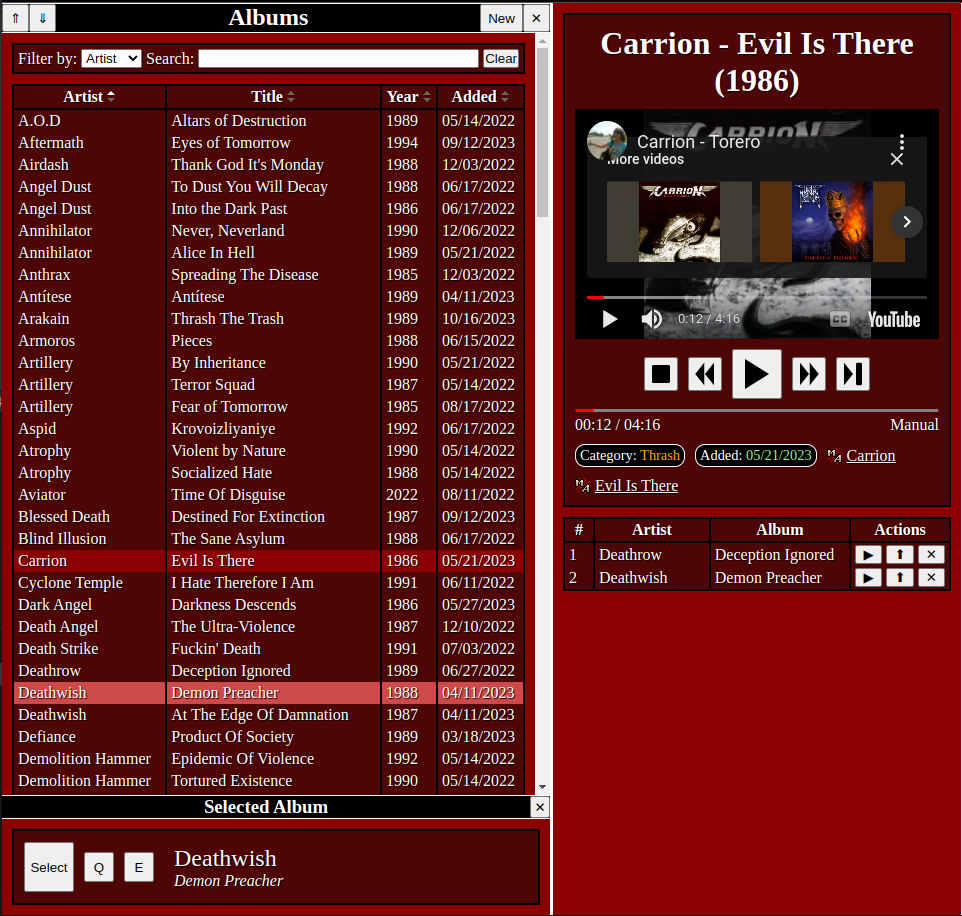 ⇑ ⇓ Albums New ✕
Filter by: Artist Search: Clear
Artist Title Year Added
A.O.D Altars of Destruction 1989 05/14/2022
Aftermath Eyes of Tomorrow 1994 09/12/2023
Airdash Thank God It's Monday 1988 12/03/2022
Angel Dust To Dust You Will Decay 1988 06/17/2022
Angel Dust Into the Dark Past 1986 06/17/2022
Annihilator Never, Neverland 1990 12/06/2022
Annihilator Alice In Hell 1989 05/21/2022
Anthrax Spreading The Disease 1985 12/03/2022
Antítese Antítese 1989 04/11/2023
Arakain Thrash The Trash 1989 10/16/2023
Armoros Pieces 1988 06/15/2022
Artillery By Inheritance 1990 05/21/2022
Artillery Terror Squad 1987 05/14/2022
Artillery Fear of Tomorrow 1985 08/17/2022
Aspid Krovoizliyaniye 1992 06/17/2022
Atrophy Violent by Nature 1990 05/14/2022
Atrophy Socialized Hate 1988 05/14/2022
Aviator Time Of Disguise 2022 08/11/2022
Blessed Death Destined For Extinction 1987 09/12/2023
Blind Illusion The Sane Asylum 1988 06/17/2022
Carrion Evil Is There 1986 05/21/2023
Cyclone Temple I Hate Therefore I Am 1991 06/11/2022
Dark Angel Darkness Descends 1986 05/27/2023
Death Angel The Ultra-Violence 1987 12/10/2022
Death Strike Fuckin' Death 1991 07/03/2022
Deathrow Deception Ignored 1989 06/27/2022
Deathwish Demon Preacher 1988 04/11/2023
Deathwish At The Edge Of Damnation 1987 04/11/2023
Defiance Product Of Society 1989 03/18/2023
Demolition Hammer Epidemic Of Violence 1992 05/14/2022
Demolition Hammer Tortured Existence 1990 05/14/2022
Selected Album ✕
Select Q E Deathwish
Demon Preacher
Carrion - Evil Is There
(1986)
CARRION
Carrion - Torero
More videos
CARRION
0:12 / 4:16 CC YouTube
00:12 / 04:16 Manual
Category: Thrash Added: 05/21/2023 MA Carrion
MA Evil Is There
# Artist Album Actions
1 Deathrow Deception Ignored ▶ ⬆ ✕
2 Deathwish Demon Preacher ▶ ⬆ ✕